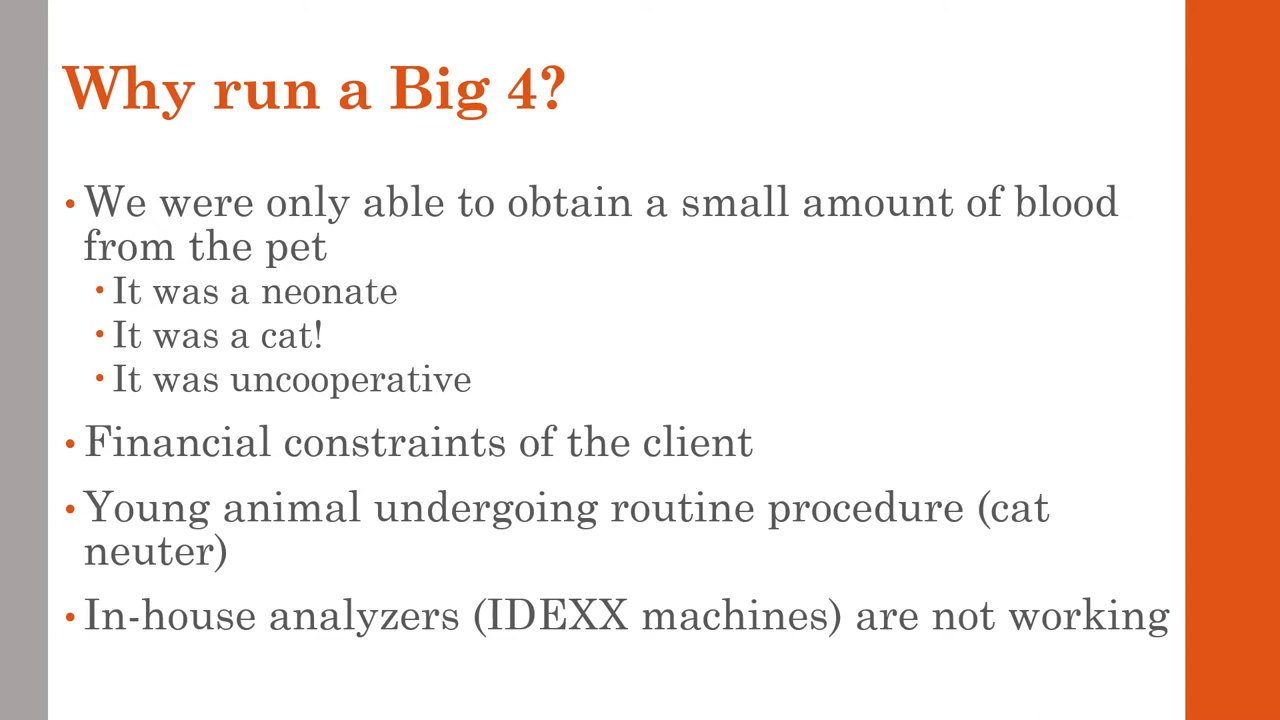 Why run a Big 4?
• We were only able to obtain a small amount of blood
from the pet
• It was a neonate
• It was a cat!
• It was uncooperative
• Financial constraints of the client
• Young animal undergoing routine procedure (cat
neuter)
• In-house analyzers (IDEXX machines) are not working